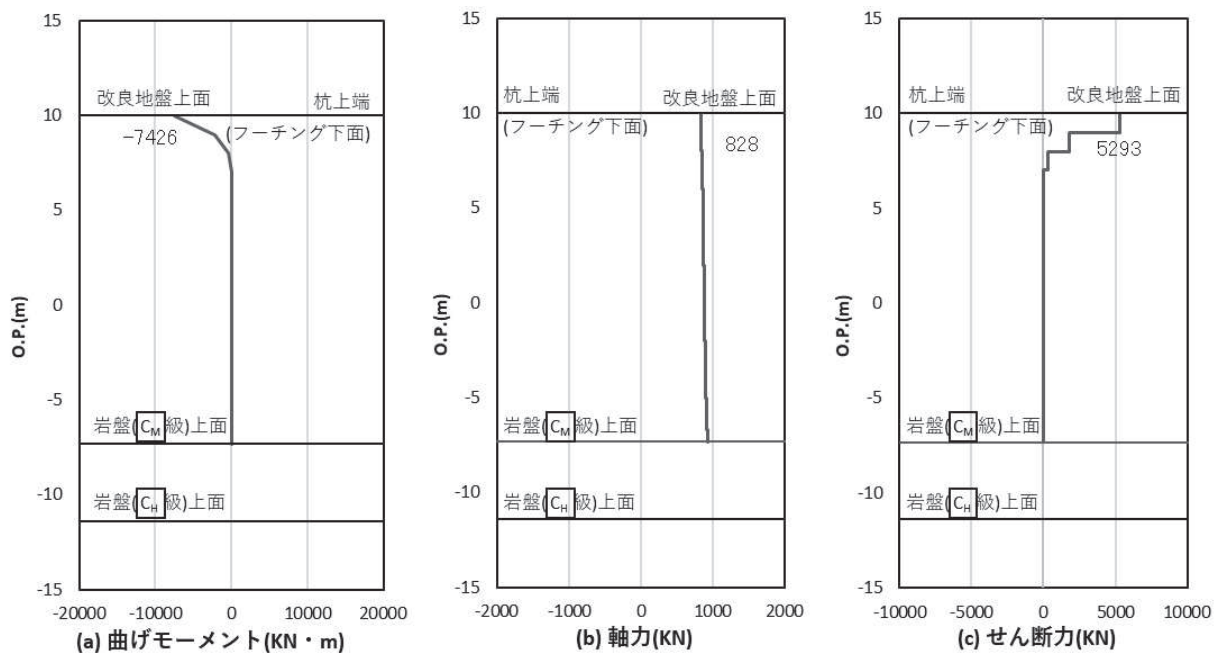 15
10
5
0
-5
-10
-15
O.P.(m)
改良地盤上面
杭上端
−7426
(フーチング下面)
岩盤(CM級)上面
岩盤(CH級)上面
-20000 -10000 0 10000 20000
(a) 曲げモーメント(KN・m)
15
10
5
0
-5
-10
-15
O.P.(m)
杭上端
改良地盤上面
(フーチング下面)
828
岩盤(CM級)上面
岩盤(CH級)上面
-2000 -1000 0 1000 2000
(b) 軸力(KN)
15
10
5
0
-5
-10
-15
O.P.(m)
杭上端
改良地盤上面
(フーチング下面)
5293
岩盤(CM級)上面
岩盤(CH級)上面
-10000 -5000 0 5000 10000
(c) せん断力(KN)